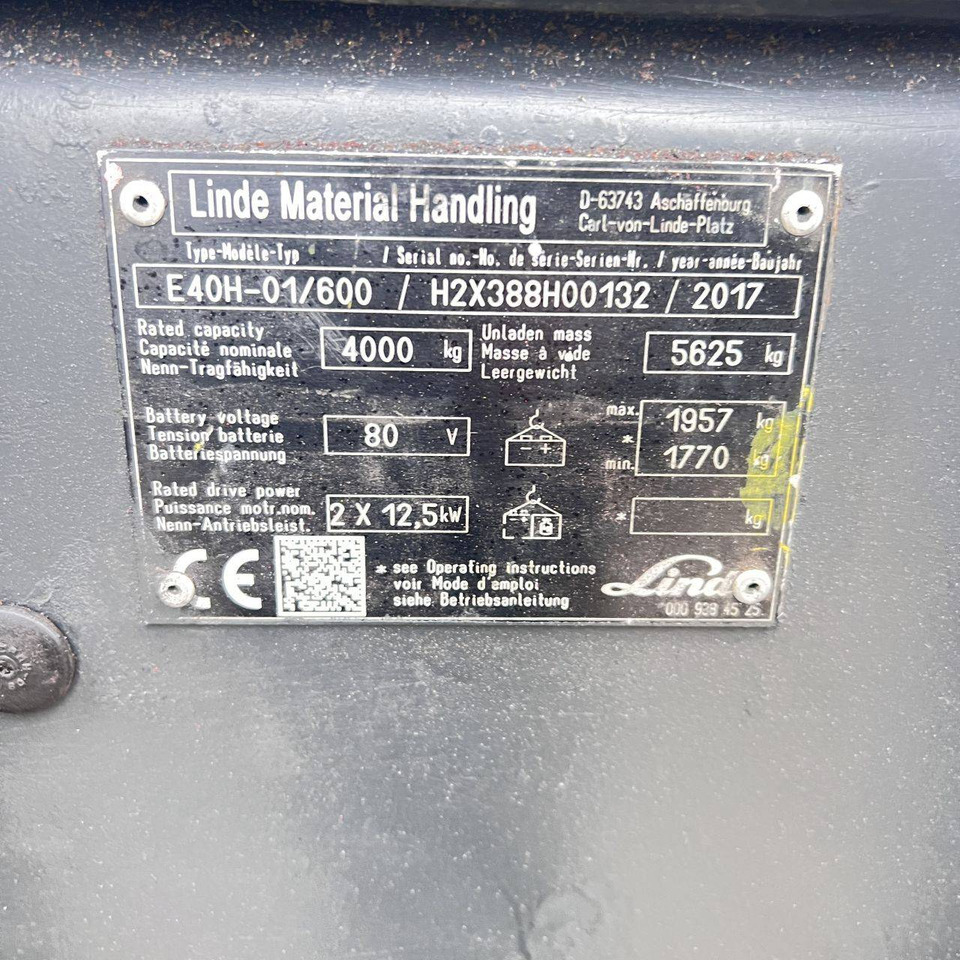 Linde Material Handling
D-63743 Aschaffenburg
Carl-von-Linde-Platz
Type-Modèle-Typ / Serial no.-No. de série-Serien-Nr. / year-année-Baujahr
E40H-01/600 / H2X388H00132 / 2017
Rated capacity
Capacité nominale
Nenn-Tragfähigkeit
4000 kg
Unladen mass
Masse à vide
Leergewicht
5625 kg
Battery voltage
Tension batterie
Batteriespannung
80 V
- +
max. 1957 kg
*
min. 1770 kg
Rated drive power
Puissance motr.nom.
Nenn-Antriebsleist.
2 X 12,5 kW
* kg
CE
* see Operating instructions
voir Mode d'emploi
siehe Betriebsanleitung
Linde
000 939 45 25